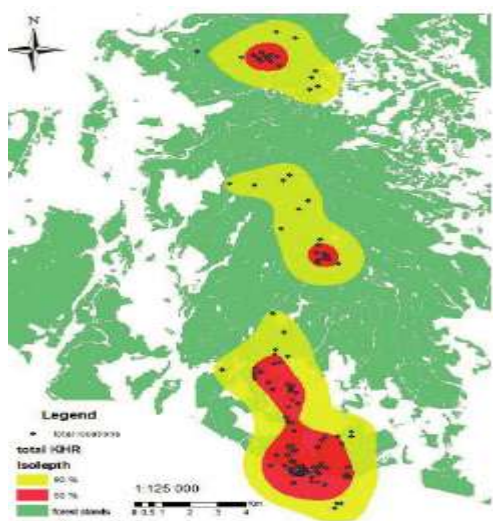 N
Legend
total locations
total KHR
Isolepth
90 %
50 %
forest stands
1:125 000
0 0.5 1 2 3 4
Km